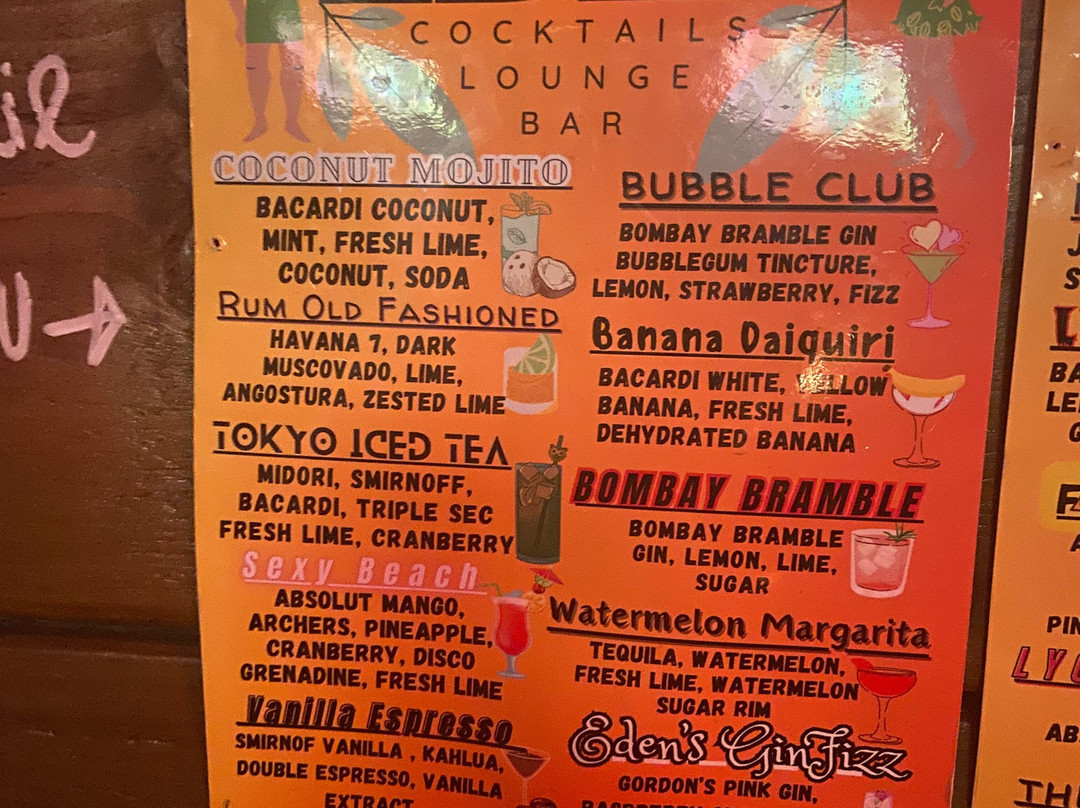 COCKTAILS
LOUNGE
BAR
COCONUT MOJITO
BACARDI COCONUT,
MINT, FRESH LIME,
COCONUT, SODA
RUM OLD FASHIONED
HAVANA 7, DARK
MUSCOVADO, LIME,
ANGOSTURA, ZESTED LIME
TOKYO ICED TEA
MIDORI, SMIRNOFF,
BACARDI, TRIPLE SEC
FRESH LIME, CRANBERRY
Sexy Beach
ABSOLUT MANGO,
ARCHERS, PINEAPPLE,
CRANBERRY, DISCO
GRENADINE, FRESH LIME
Vanilla Espresso
SMIRNOF VANILLA , KAHLUA,
DOUBLE ESPRESSO, VANILLA
EXTRACT
BUBBLE CLUB
BOMBAY BRAMBLE GIN
BUBBLEGUM TINCTURE,
LEMON, STRAWBERRY, FIZZ
Banana Daiquiri
BACARDI WHITE, YELLOW
BANANA, FRESH LIME,
DEHYDRATED BANANA
BOMBAY BRAMBLE
BOMBAY BRAMBLE
GIN, LEMON, LIME,
SUGAR
Watermelon Margarita
TEQUILA, WATERMELON,
FRESH LIME, WATERMELON
SUGAR RIM
Eden's GinFizz
GORDON'S PINK GIN,